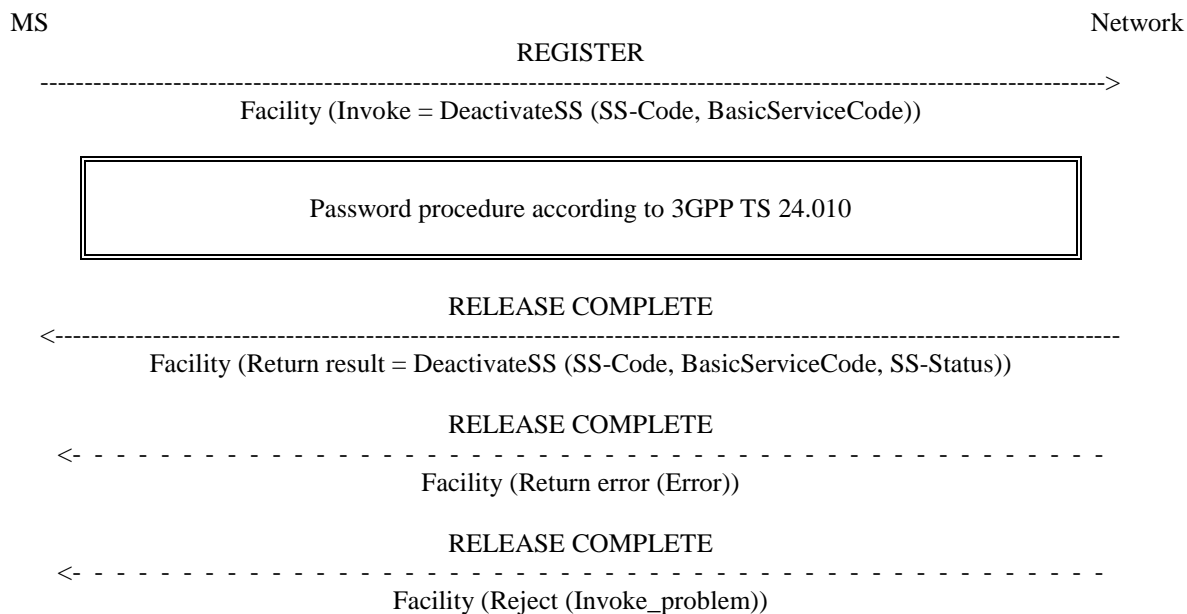 MS Network
REGISTER
Facility (Invoke = DeactivateSS (SS-Code, BasicServiceCode))
Password procedure according to 3GPP TS 24.010
RELEASE COMPLETE
Facility (Return result = DeactivateSS (SS-Code, BasicServiceCode, SS-Status))
RELEASE COMPLETE
Facility (Return error (Error))
RELEASE COMPLETE
Facility (Reject (Invoke_problem))